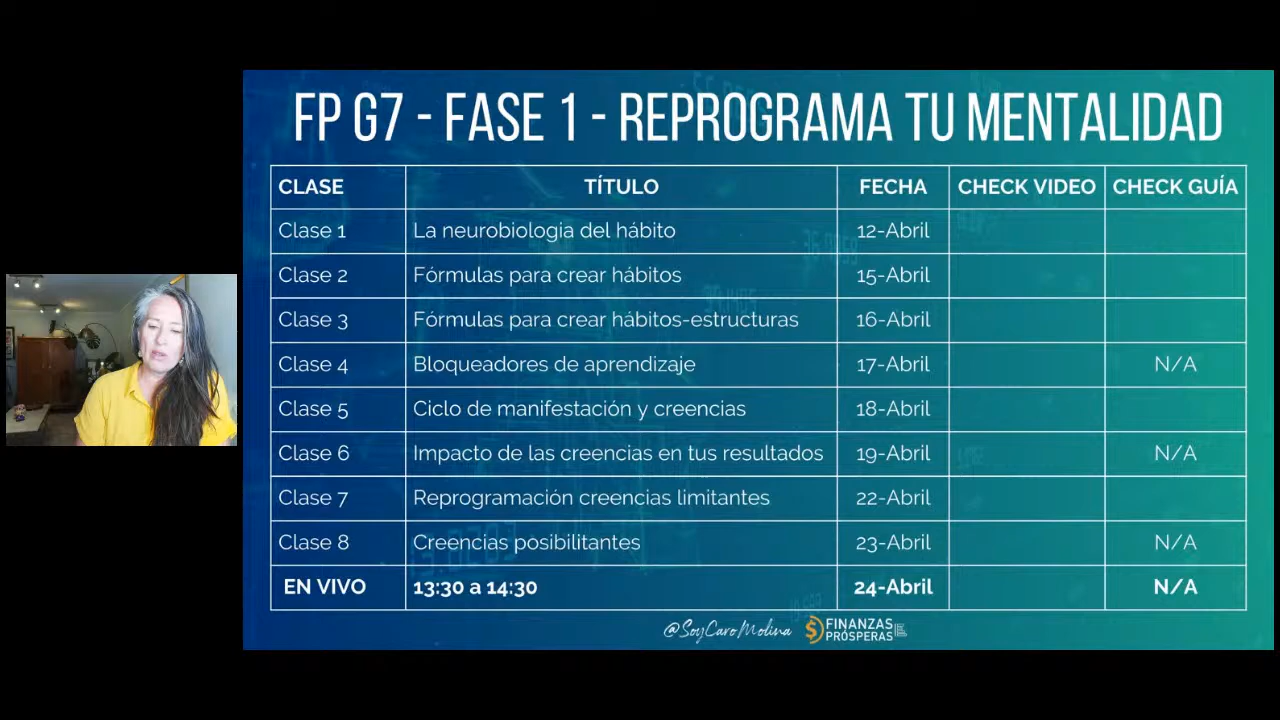 FP G7 - FASE 1 - REPROGRAMA TU MENTALIDAD
CLASE TÍTULO FECHA CHECK VIDEO CHECK GUÍA
Clase 1 La neurobiologia del hábito 12-Abril
Clase 2 Fórmulas para crear hábitos 15-Abril
Clase 3 Fórmulas para crear hábitos-estructuras 16-Abril
Clase 4 Bloqueadores de aprendizaje 17-Abril N/A
Clase 5 Ciclo de manifestación y creencias 18-Abril
Clase 6 Impacto de las creencias en tus resultados 19-Abril N/A
Clase 7 Reprogramación creencias limitantes 22-Abril
Clase 8 Creencias posibilitantes 23-Abril N/A
EN VIVO 13:30 a 14:30 24-Abril N/A
@SoyCaroMolina FINANZAS
PRÓSPERAS